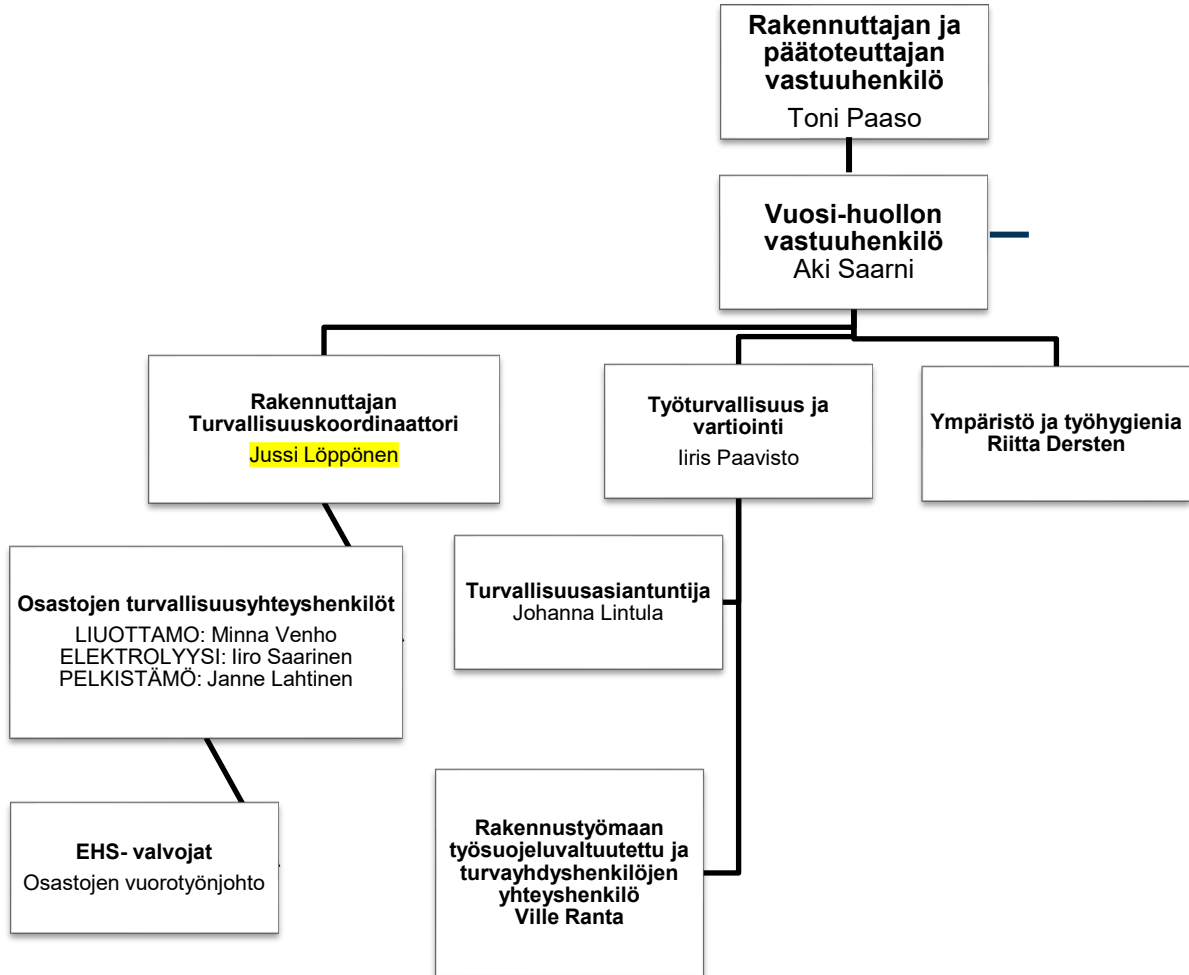 Rakennuttajan ja
päätoteuttajan
vastuuhenkilö
Toni Paaso
Vuosi-huollon
vastuuhenkilö
Aki Saarni
Rakennuttajan
Turvallisuuskoordinaattori
Jussi Löppönen
Työturvallisuus ja
vartiointi
Iiris Paavisto
Ympäristö ja työhygienia
Riitta Dersten
Osastojen turvallisuusyhteyshenkilöt
LIUOTTAMO: Minna Venho
ELEKTROLYYSI: Iiro Saarinen
PELKISTÄMÖ: Janne Lahtinen
Turvallisuusasiantuntija
Johanna Lintula
EHS- valvojat
Osastojen vuorotyönjohto
Rakennustyömaan
työsuojeluvaltuutettu ja
turvayhdyshenkilöjen
yhteyshenkilö
Ville Ranta